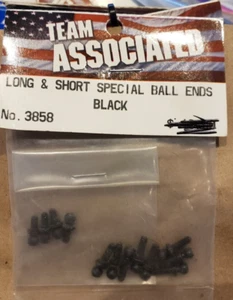 TEAM
ASSOCIATED
LONG & SHORT SPECIAL BALL ENDS
BLACK
No. 3858